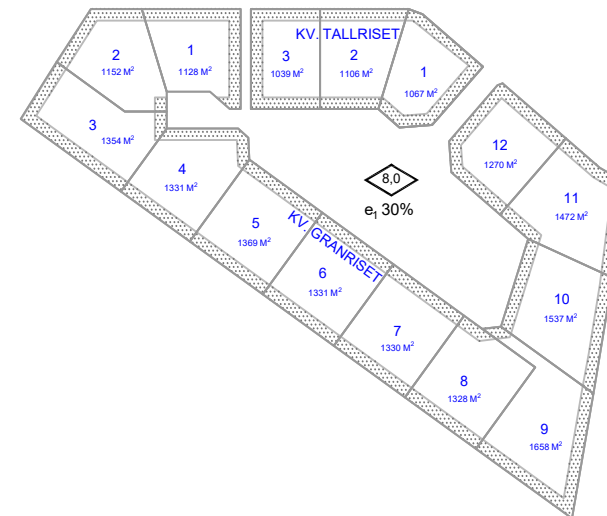 KV. TALLRISET
2
1152 M²
1
1128 M²
3
1039 M²
2
1106 M²
1
1067 M²
3
1354 M²
4
1331 M²
12
1270 M²
11
1472 M²
8,0
e₁ 30%
5
1369 M²
KV. GRANRISET
6
1331 M²
10
1537 M²
7
1330 M²
8
1328 M²
9
1658 M²